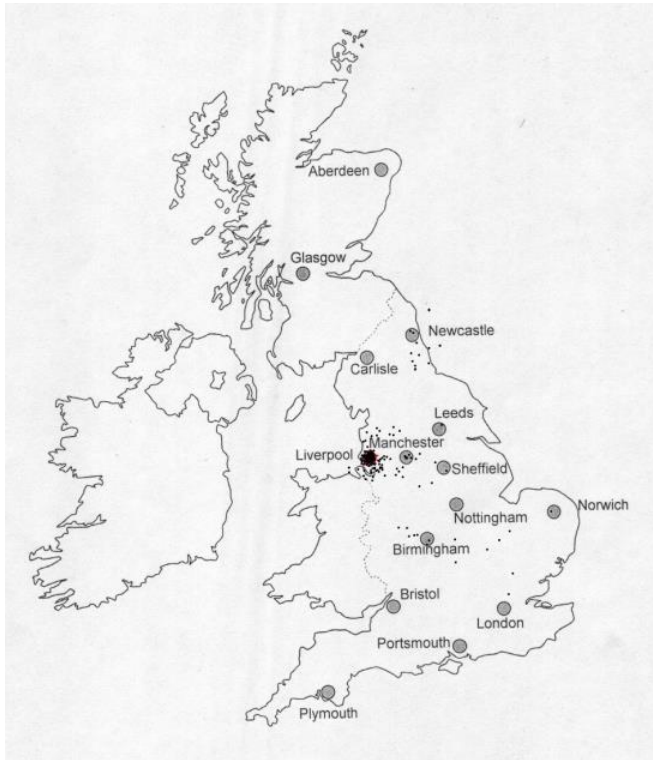 Aberdeen
Glasgow
Newcastle
Carlisle
Leeds
Manchester
Liverpool
Sheffield
Nottingham
Norwich
Birmingham
Bristol
London
Portsmouth
Plymouth